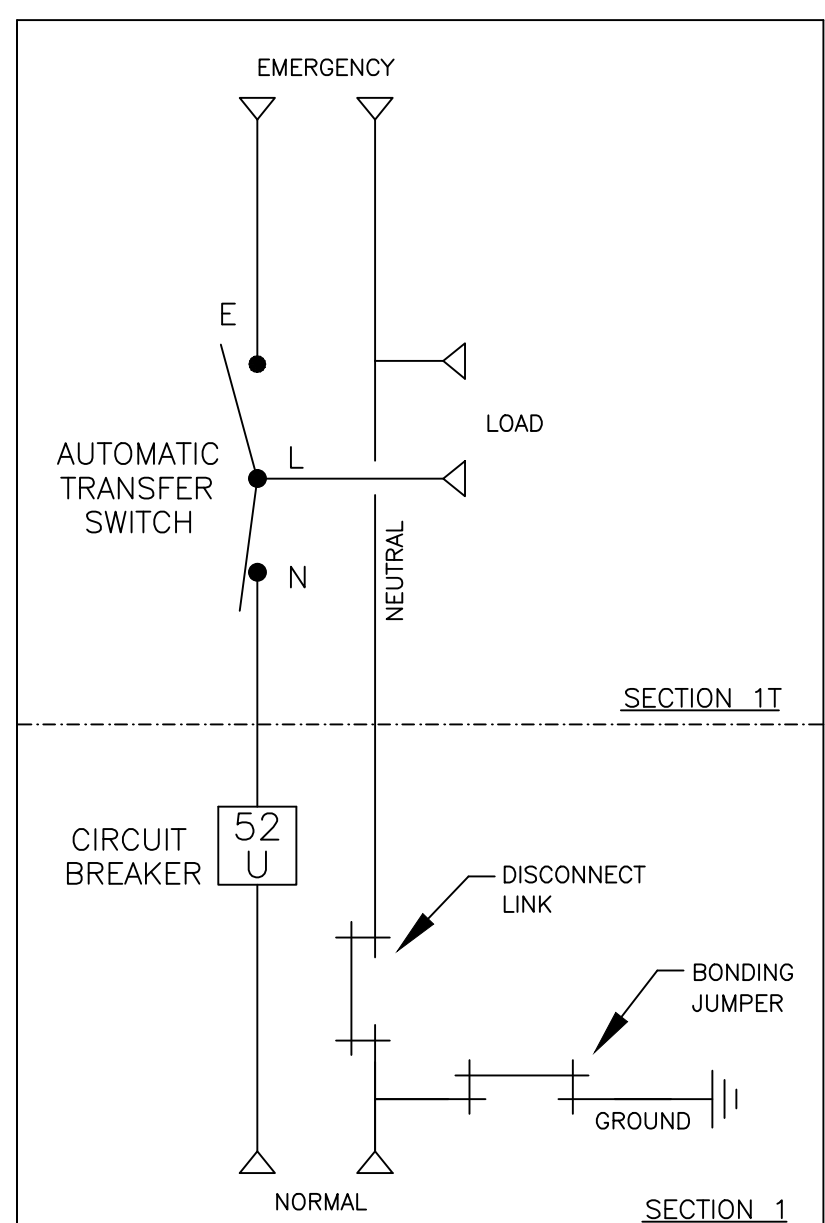 EMERGENCY
E
LOAD
AUTOMATIC
TRANSFER
SWITCH
L
N
NEUTRAL
SECTION 1T
CIRCUIT
BREAKER
52
U
DISCONNECT
LINK
BONDING
JUMPER
GROUND
NORMAL
SECTION 1